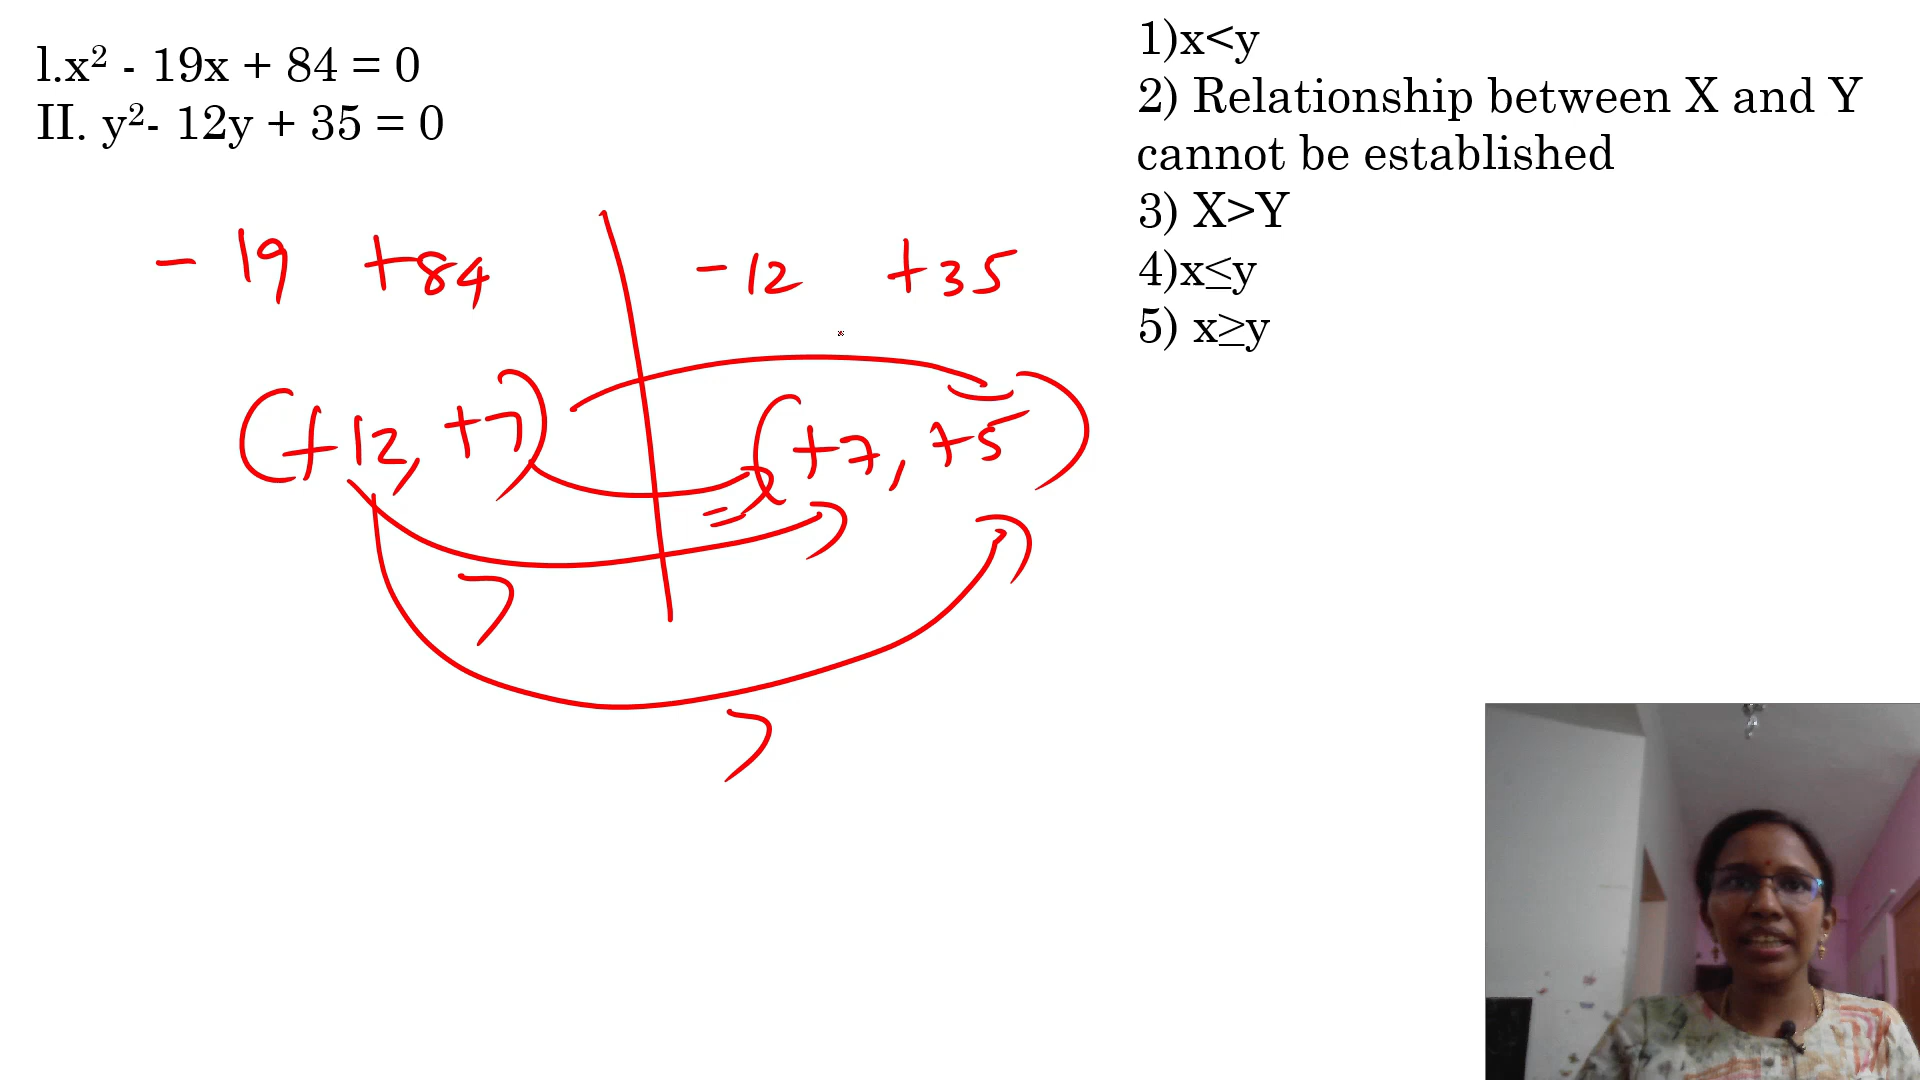 l.x² - 19x + 84 = 0
II. y²- 12y + 35 = 0
1)x<y
2) Relationship between X and Y
cannot be established
3) X>Y
4)x≤y
5) x≥y
- 19 +84
- 12 +35
(+12, +7)
(+7, +5)
=>
>
>
>
>